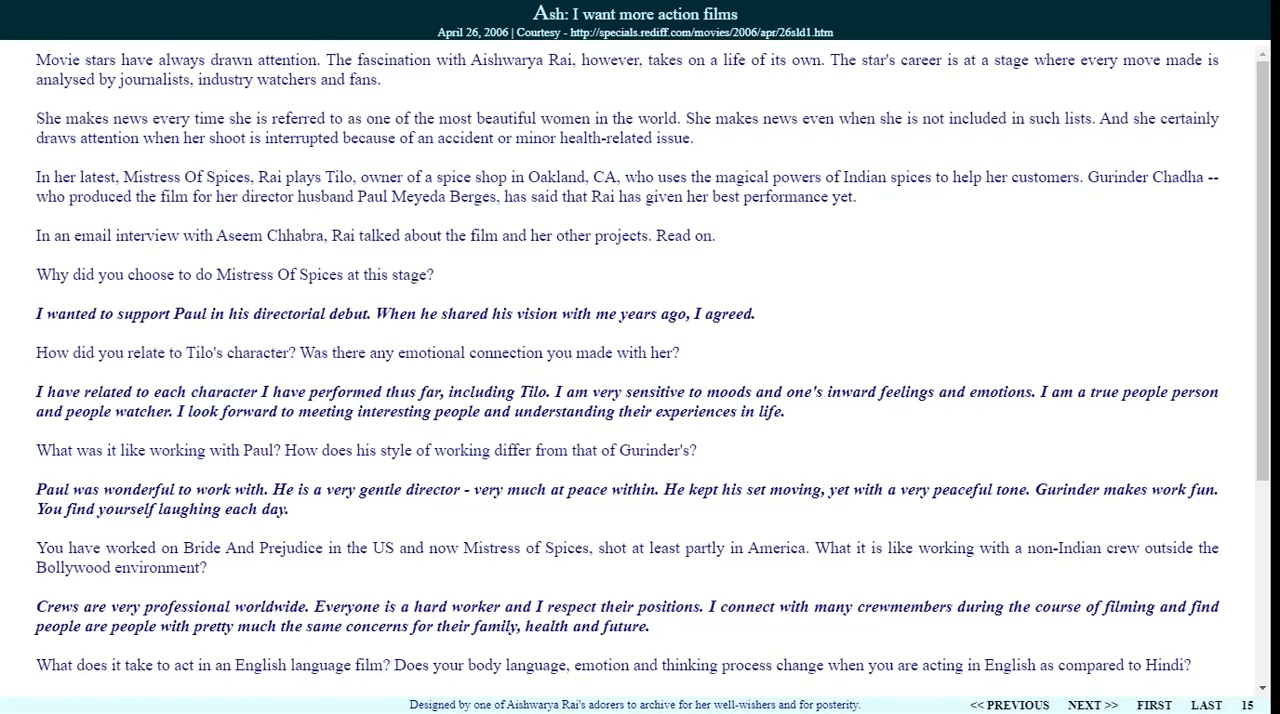 Ash: I want more action films
April 26, 2006 | Courtesy - http://specials.rediff.com/movies/2006/apr/26sld1.htm
Movie stars have always drawn attention. The fascination with Aishwarya Rai, however, takes on a life of its own. The star's career is at a stage where every move made is
analysed by journalists, industry watchers and fans.
She makes news every time she is referred to as one of the most beautiful women in the world. She makes news even when she is not included in such lists. And she certainly
draws attention when her shoot is interrupted because of an accident or minor health-related issue.
In her latest, Mistress Of Spices, Rai plays Tilo, owner of a spice shop in Oakland, CA, who uses the magical powers of Indian spices to help her customers. Gurinder Chadha --
who produced the film for her director husband Paul Meyeda Berges, has said that Rai has given her best performance yet.
In an email interview with Aseem Chhabra, Rai talked about the film and her other projects. Read on.
Why did you choose to do Mistress Of Spices at this stage?
I wanted to support Paul in his directorial debut. When he shared his vision with me years ago, I agreed.
How did you relate to Tilo's character? Was there any emotional connection you made with her?
I have related to each character I have performed thus far, including Tilo. I am very sensitive to moods and one's inward feelings and emotions. I am a true people person
and people watcher. I look forward to meeting interesting people and understanding their experiences in life.
What was it like working with Paul? How does his style of working differ from that of Gurinder's?
Paul was wonderful to work with. He is a very gentle director - very much at peace within. He kept his set moving, yet with a very peaceful tone. Gurinder makes work fun.
You find yourself laughing each day.
You have worked on Bride And Prejudice in the US and now Mistress of Spices, shot at least partly in America. What it is like working with a non-Indian crew outside the
Bollywood environment?
Crews are very professional worldwide. Everyone is a hard worker and I respect their positions. I connect with many crewmembers during the course of filming and find
people are people with pretty much the same concerns for their family, health and future.
What does it take to act in an English language film? Does your body language, emotion and thinking process change when you are acting in English as compared to Hindi?
Designed by one of Aishwarya Rai's adorers to archive for her well-wishers and for posterity. << PREVIOUS NEXT >> FIRST LAST 15